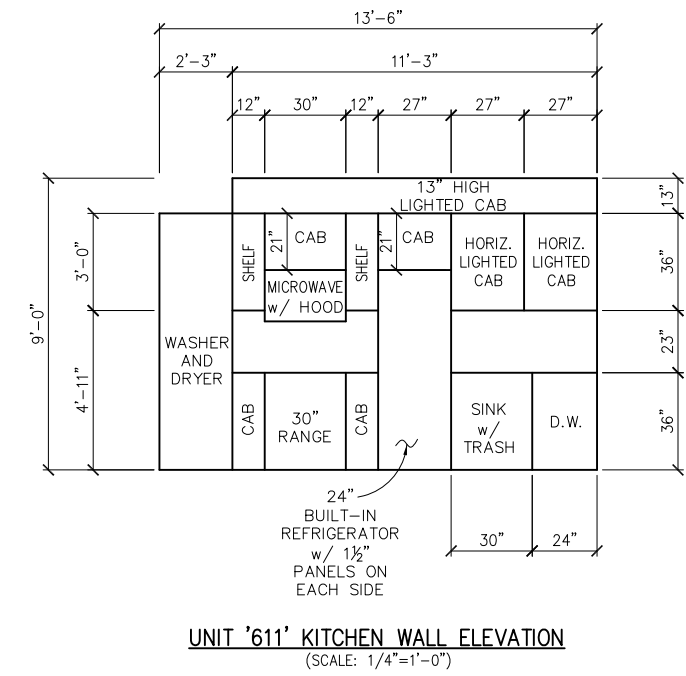 13'-6"
2'-3"
11'-3"
12"
30"
12"
27"
27"
27"
13" HIGH
LIGHTED CAB
13"
3'-0"
SHELF
21"
CAB
SHELF
21"
CAB
HORIZ.
LIGHTED
CAB
HORIZ.
LIGHTED
CAB
36"
MICROWAVE
w/ HOOD
9'-0"
WASHER
AND
DRYER
23"
4'-11"
CAB
30"
RANGE
CAB
SINK
w/
TRASH
D.W.
36"
24"
BUILT-IN
REFRIGERATOR
w/ 1½"
PANELS ON
EACH SIDE
30"
24"
UNIT '611' KITCHEN WALL ELEVATION
(SCALE: 1/4"=1'-0")